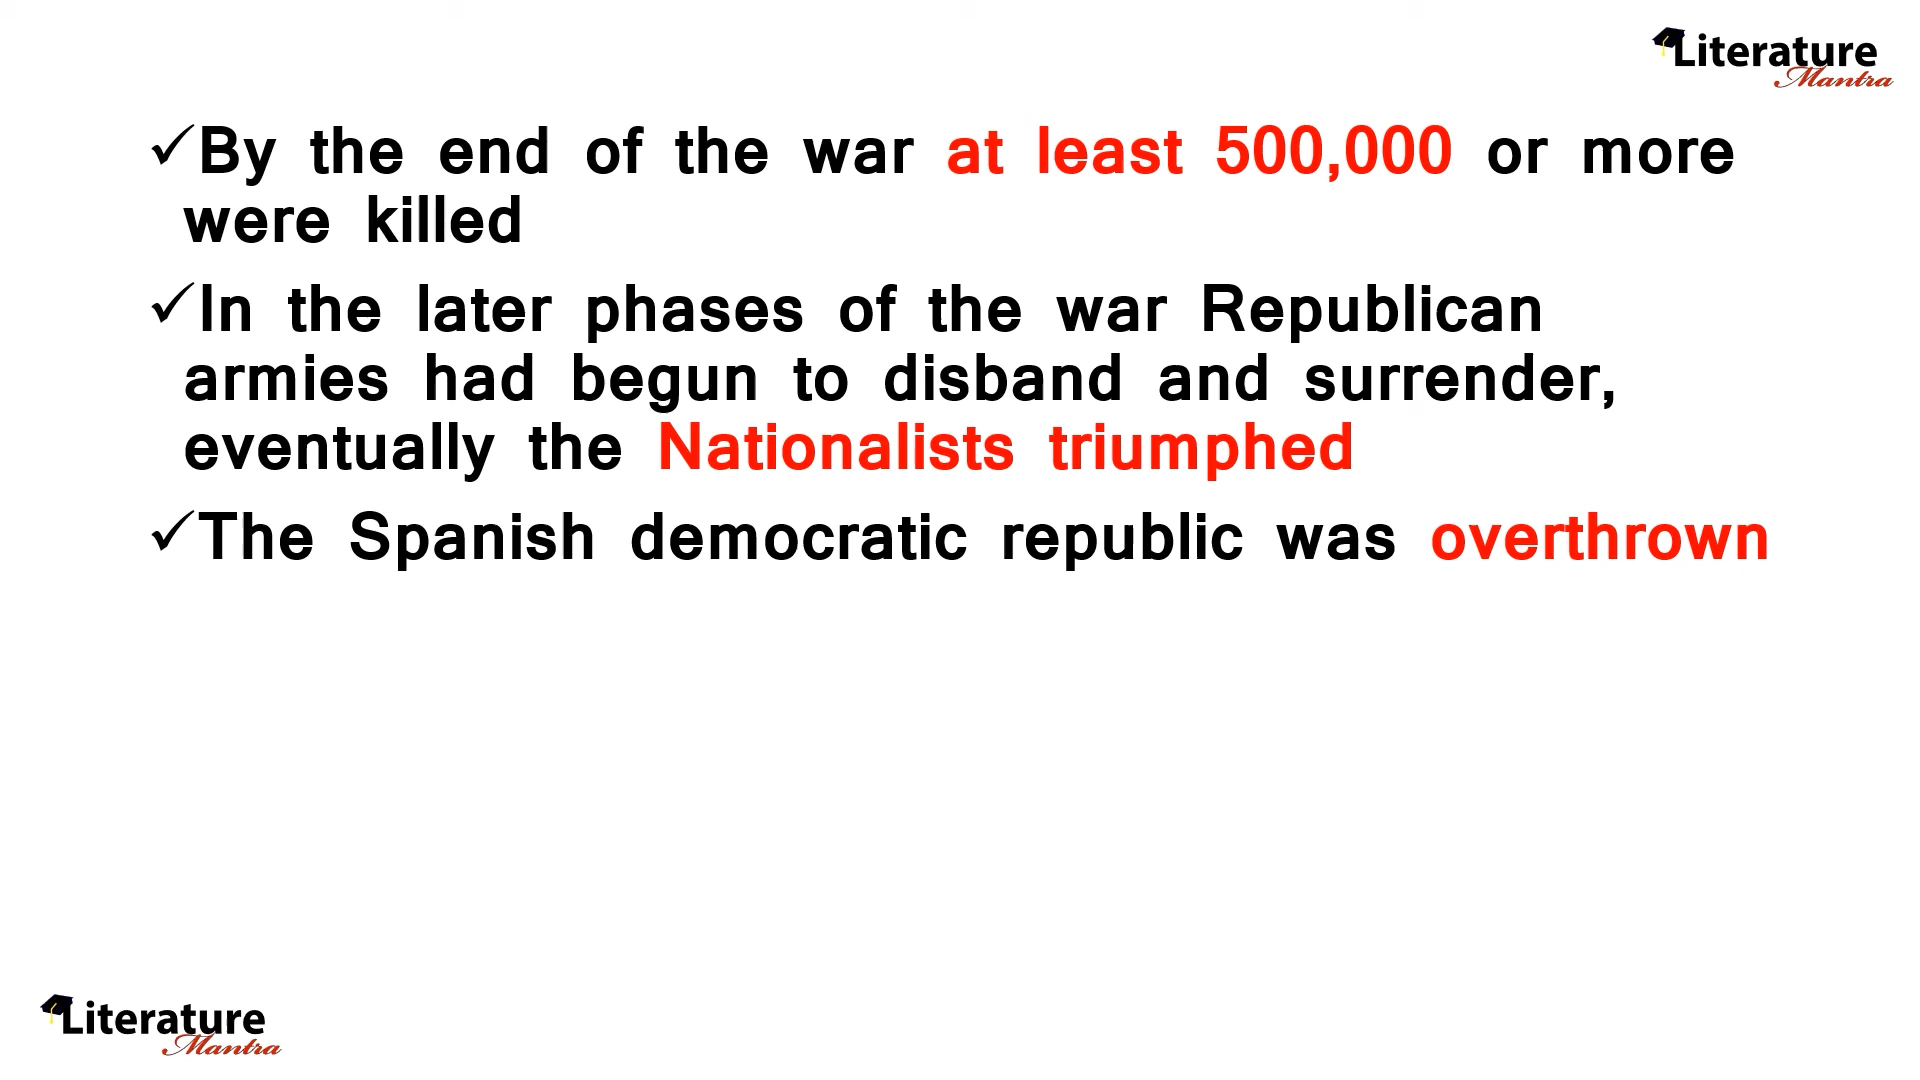 Literature
Mantra
✓By the end of the war at least 500,000 or more
were killed
✓In the later phases of the war Republican
armies had begun to disband and surrender,
eventually the Nationalists triumphed
✓The Spanish democratic republic was overthrown
Literature
Mantra